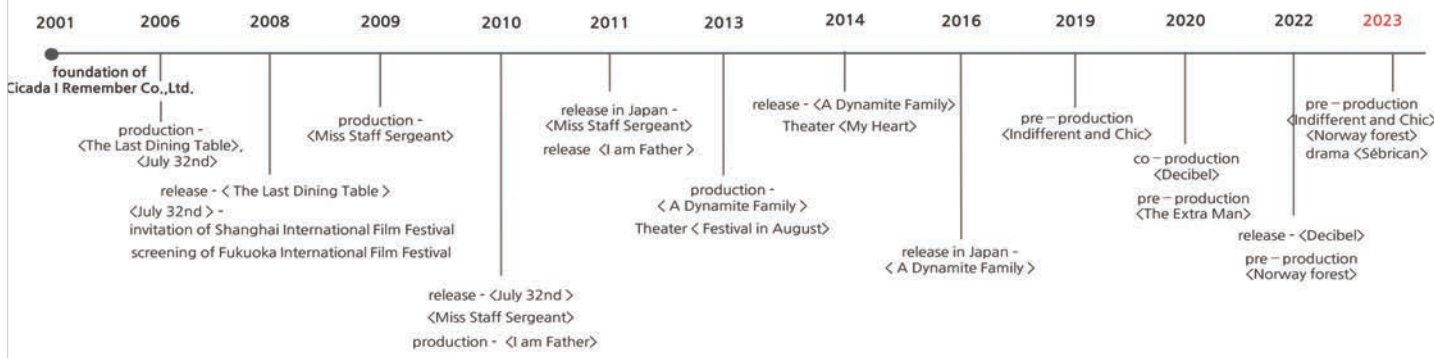 2001 2006 2008 2009 2010 2011 2013 2014 2016 2019 2020 2022 2023
foundation of
Cicada I Remember Co.,Ltd.
production -
<The Last Dining Table>,
<July 32nd>
release - < The Last Dining Table >
<July 32nd > -
invitation of Shanghai International Film Festival
screening of Fukuoka International Film Festival
production -
<Miss Staff Sergeant>
release - <July 32nd >
<Miss Staff Sergeant>
production - <I am Father>
release in Japan -
<Miss Staff Sergeant>
release <I am Father >
production -
< A Dynamite Family >
Theater < Festival in August>
release - <A Dynamite Family>
Theater <My Heart>
release in Japan -
< A Dynamite Family >
pre - production
<Indifferent and Chic>
co - production
<Decibel>
pre - production
<The Extra Man>
release - <Decibel>
pre - production
<Norway forest>
pre - production
<Indifferent and Chic>
<Norway forest>
drama <Sébrican>